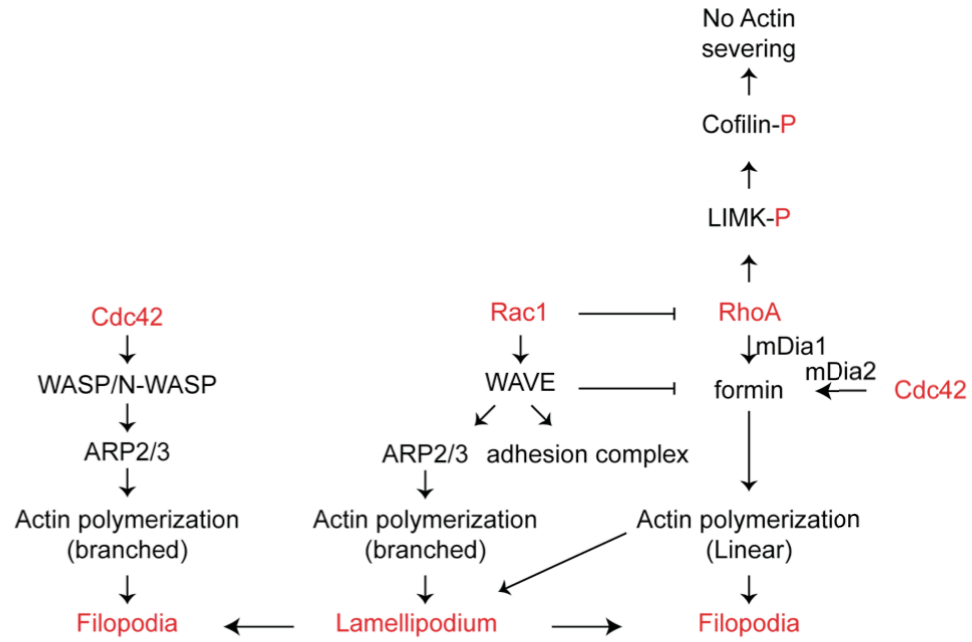 No Actin
severing
Cofilin-P
LIMK-P
Cdc42
Rac1
RhoA
mDia1
WASP/N-WASP
WAVE
formin
mDia2
Cdc42
ARP2/3
ARP2/3
adhesion complex
Actin polymerization
(branched)
Actin polymerization
(branched)
Actin polymerization
(Linear)
Filopodia
Lamellipodium
Filopodia